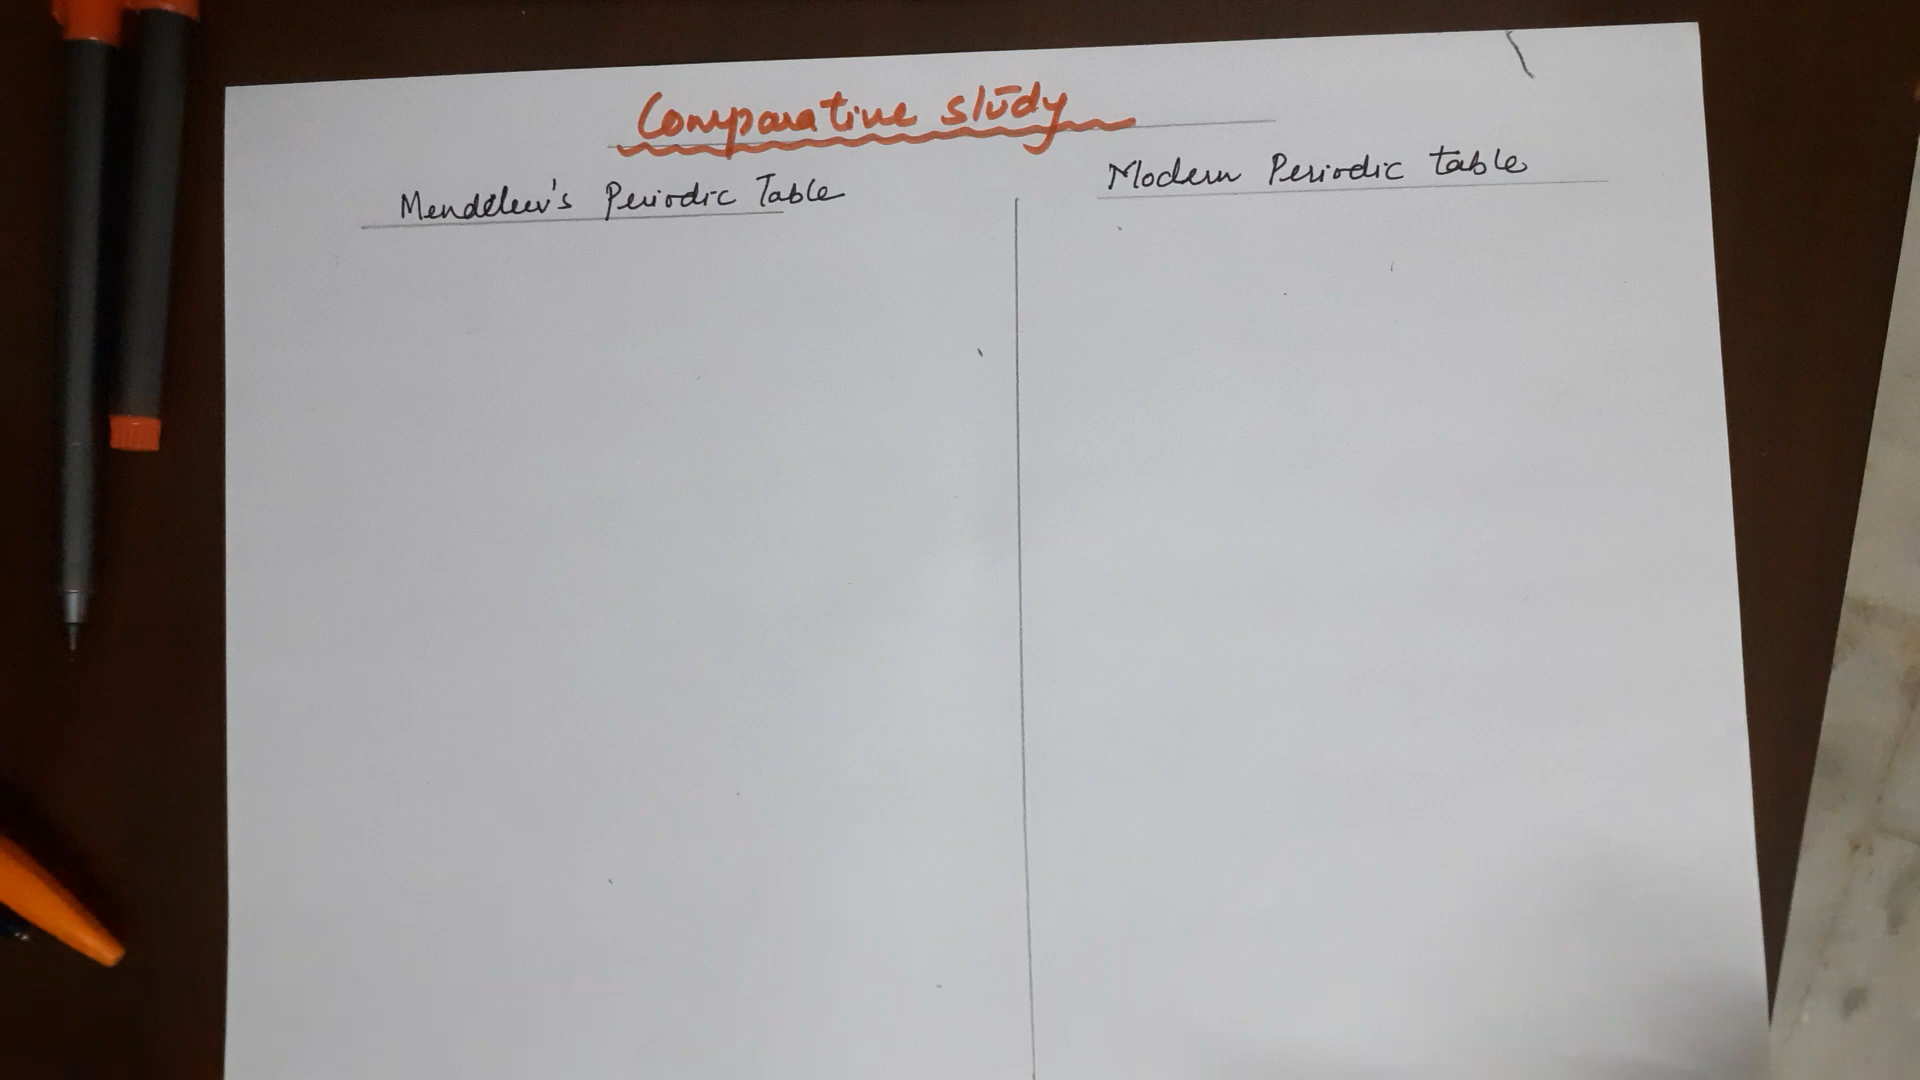 Comparative study
Mendeleev's Periodic Table
Modern Periodic table